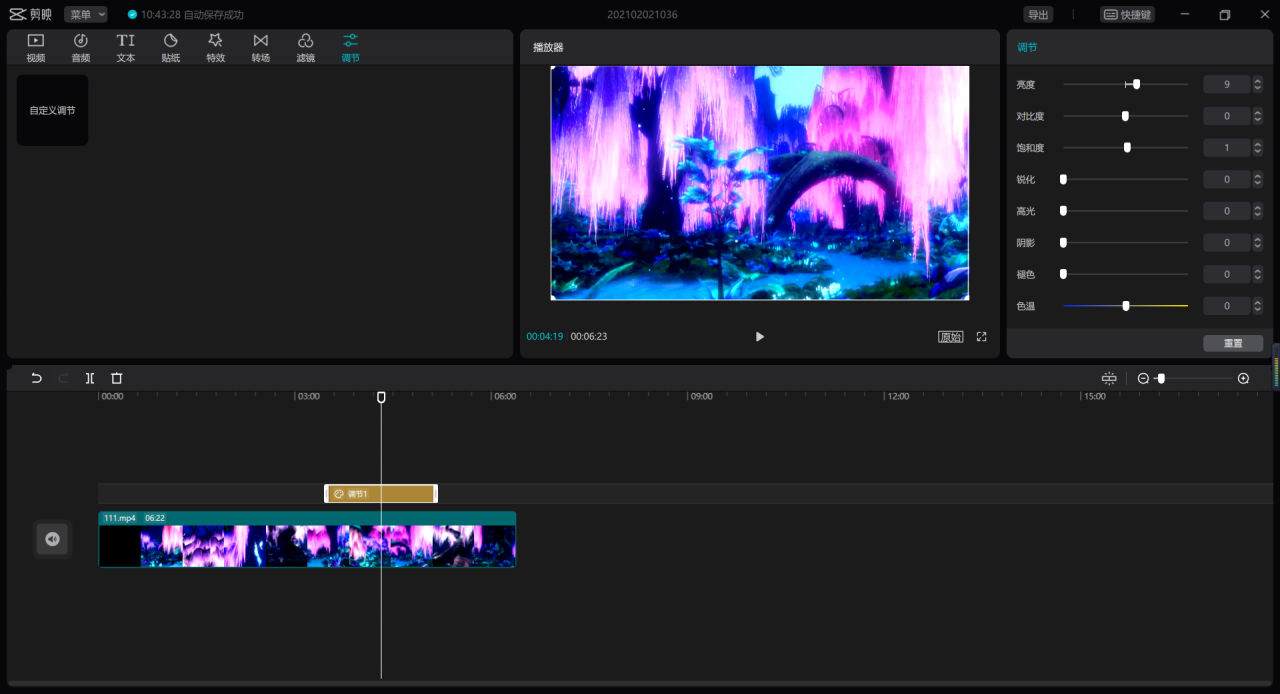 剪映 菜单 10:43:28 自动保存成功 202102021036 导出 快捷键
视频 音频 文本 贴纸 特效 转场 滤镜 调节
自定义调节
播放器
00:04:19 00:06:23 原始
调节
亮度 9
对比度 0
饱和度 1
锐化 0
高光 0
阴影 0
褪色 0
色温 0
重置
00:00 03:00 06:00 09:00 12:00 15:00
调节1
111.mp4 06:22